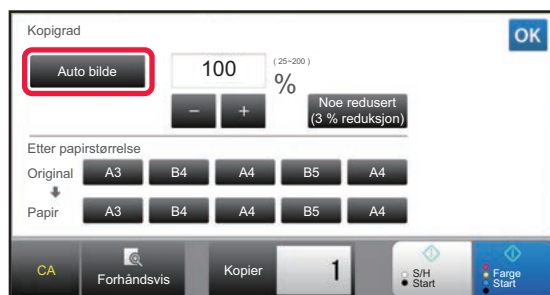 Kopigrad
OK
Auto bilde
100
( 25~200 )
%
−
+
Noe redusert
(3 % reduksjon)
Etter papirstørrelse
Original A3 B4 A4 B5 A4
Papir A3 B4 A4 B5 A4
CA
Forhåndsvis
Kopier
1
S/H
Start
Farge
Start